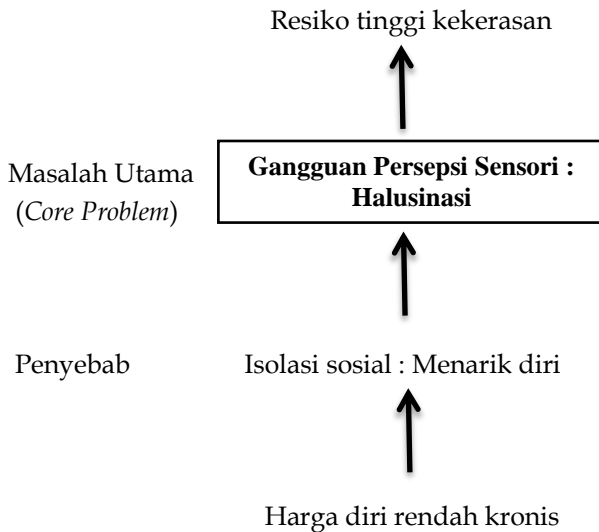 Resiko tinggi kekerasan
Masalah Utama
(Core Problem)
Gangguan Persepsi Sensori :
Halusinasi
Penyebab
Isolasi sosial : Menarik diri
Harga diri rendah kronis